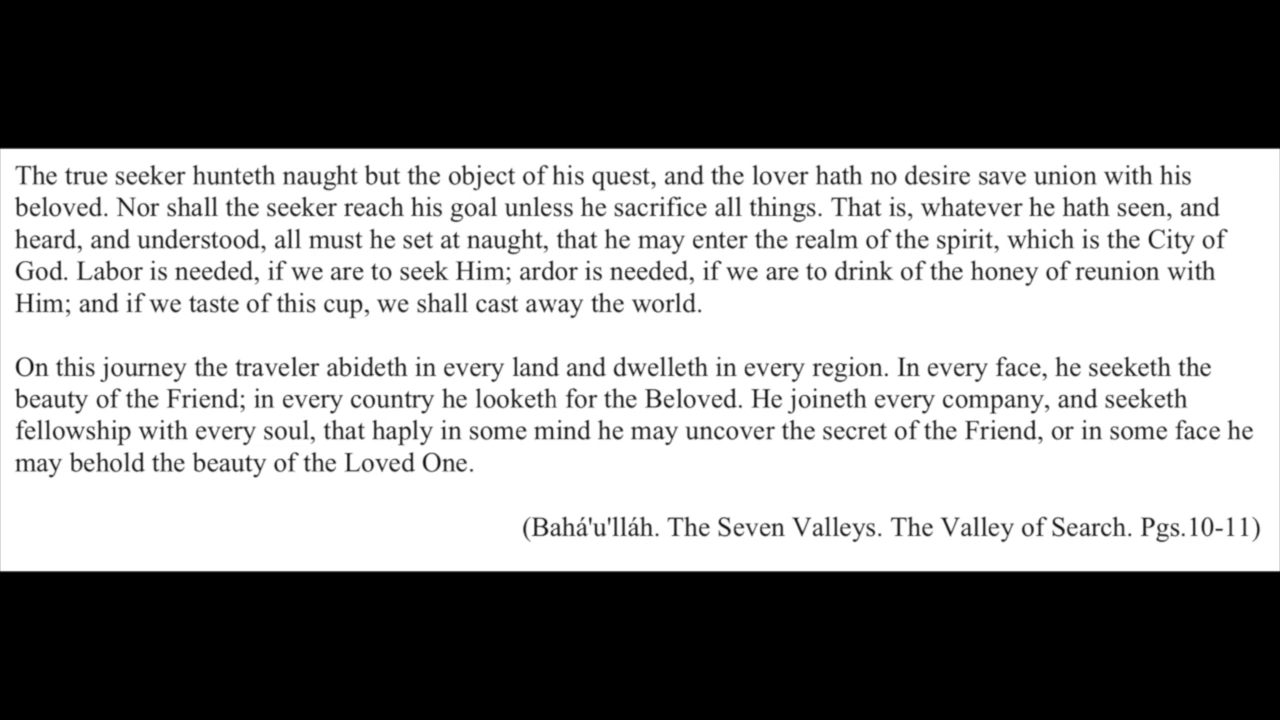 The true seeker hunteth naught but the object of his quest, and the lover hath no desire save union with his
beloved. Nor shall the seeker reach his goal unless he sacrifice all things. That is, whatever he hath seen, and
heard, and understood, all must he set at naught, that he may enter the realm of the spirit, which is the City of
God. Labor is needed, if we are to seek Him; ardor is needed, if we are to drink of the honey of reunion with
Him; and if we taste of this cup, we shall cast away the world.
On this journey the traveler abideth in every land and dwelleth in every region. In every face, he seeketh the
beauty of the Friend; in every country he looketh for the Beloved. He joineth every company, and seeketh
fellowship with every soul, that haply in some mind he may uncover the secret of the Friend, or in some face he
may behold the beauty of the Loved One.
(Bahá'u'lláh. The Seven Valleys. The Valley of Search. Pgs.10-11)